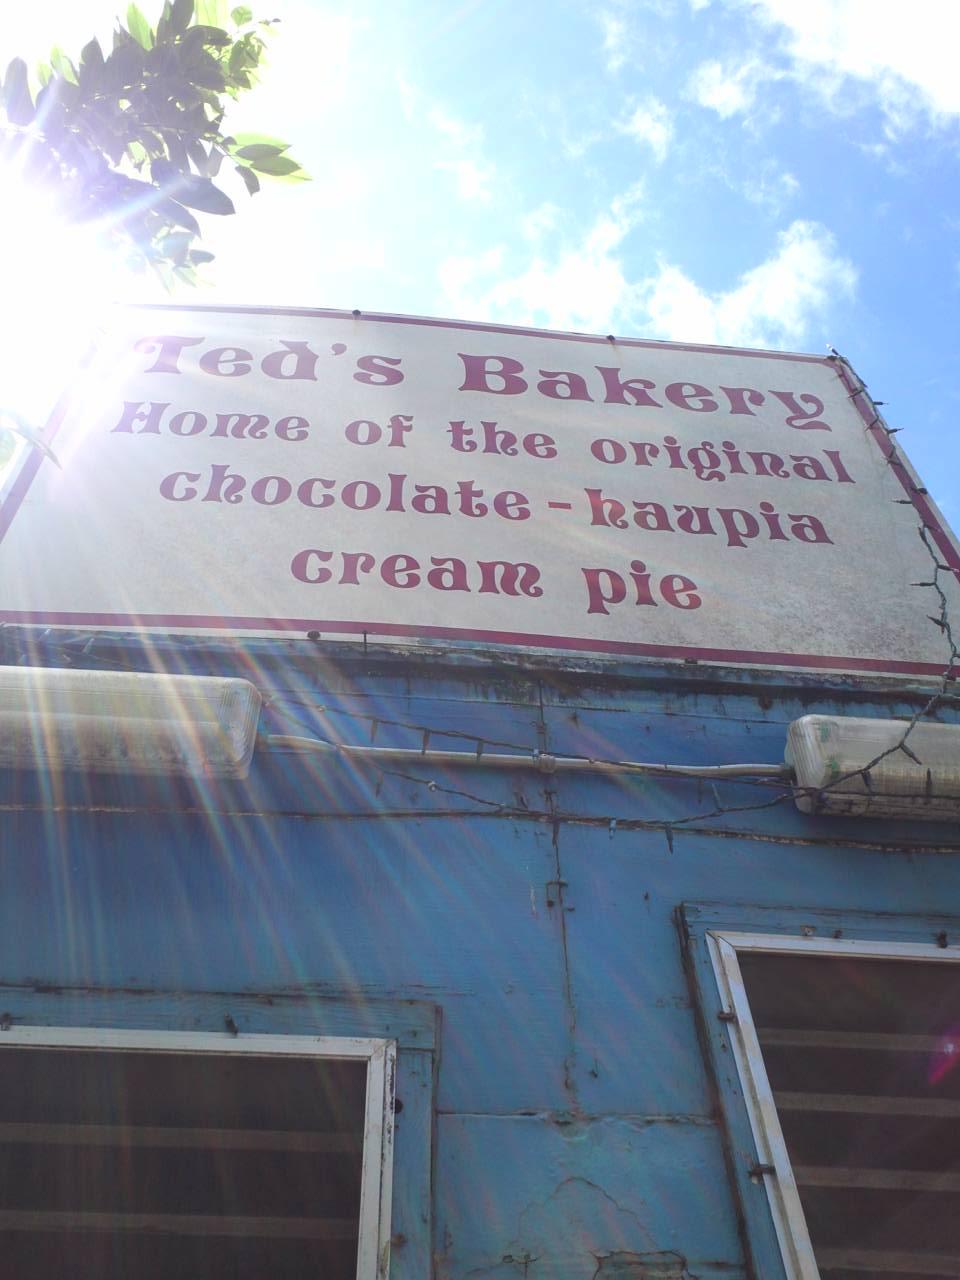 Ted's Bakery
Home of the original
chocolate-haupia
cream pie